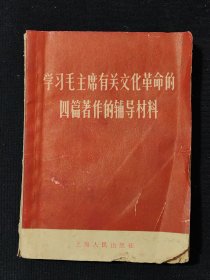 学习毛主席有关文化革命的
四篇著作的辅导材料
上海人民出版社